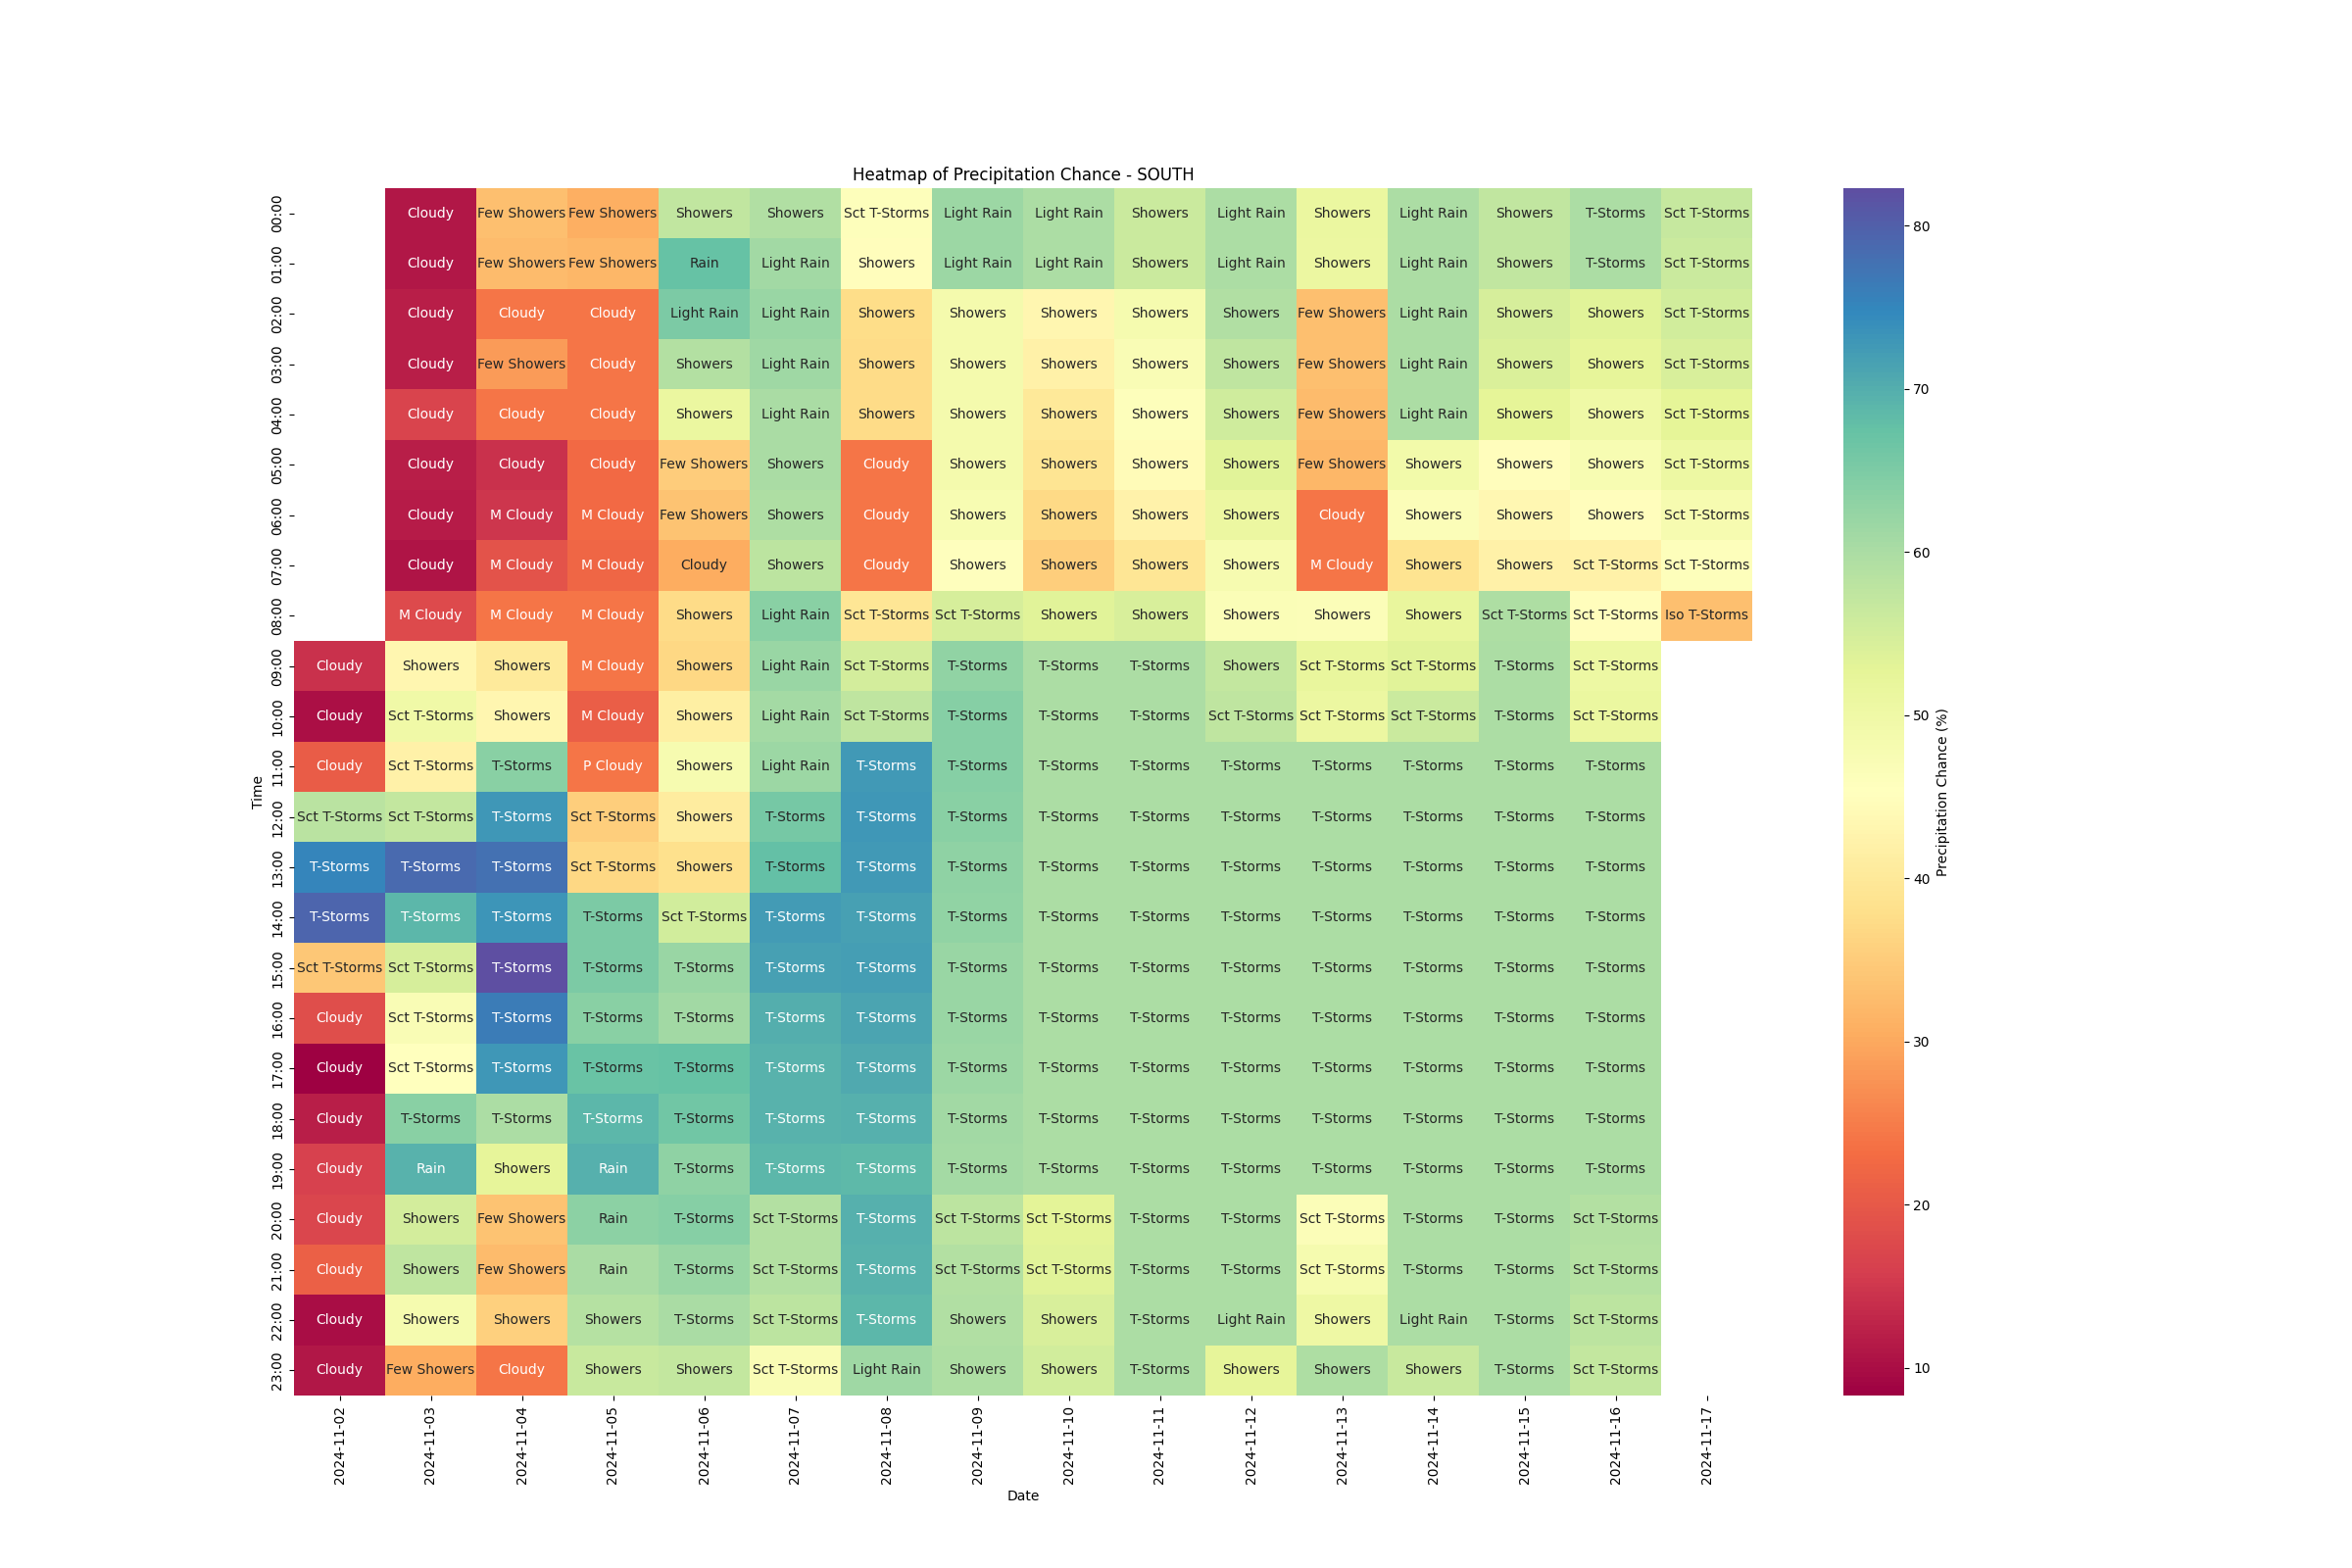 Heatmap of Precipitation Chance - SOUTH
00:00 Cloudy Few Showers Few Showers Showers Showers Sct T-Storms Light Rain Light Rain Showers Light Rain Showers Light Rain Showers T-Storms Sct T-Storms
01:00 Cloudy Few Showers Few Showers Rain Light Rain Showers Light Rain Light Rain Showers Light Rain Showers Light Rain Showers T-Storms Sct T-Storms
02:00 Cloudy Cloudy Cloudy Light Rain Light Rain Showers Showers Showers Showers Showers Few Showers Light Rain Showers Showers Sct T-Storms
03:00 Cloudy Few Showers Cloudy Showers Light Rain Showers Showers Showers Showers Showers Few Showers Light Rain Showers Showers Sct T-Storms
04:00 Cloudy Cloudy Cloudy Showers Light Rain Showers Showers Showers Showers Showers Few Showers Light Rain Showers Showers Sct T-Storms
05:00 Cloudy Cloudy Cloudy Few Showers Showers Cloudy Showers Showers Showers Showers Few Showers Showers Showers Showers Sct T-Storms
06:00 Cloudy M Cloudy M Cloudy Few Showers Showers Cloudy Showers Showers Showers Showers Cloudy Showers Showers Showers Sct T-Storms
07:00 Cloudy M Cloudy M Cloudy Cloudy Showers Cloudy Showers Showers Showers Showers M Cloudy Showers Showers Sct T-Storms Sct T-Storms
08:00 M Cloudy M Cloudy M Cloudy Showers Light Rain Sct T-Storms Sct T-Storms Showers Showers Showers Showers Showers Sct T-Storms Sct T-Storms Iso T-Storms
09:00 Cloudy Showers Showers M Cloudy Showers Light Rain Sct T-Storms T-Storms T-Storms T-Storms Showers Sct T-Storms Sct T-Storms T-Storms Sct T-Storms
10:00 Cloudy Sct T-Storms Showers M Cloudy Showers Light Rain Sct T-Storms T-Storms T-Storms T-Storms Sct T-Storms Sct T-Storms Sct T-Storms T-Storms Sct T-Storms
11:00 Cloudy Sct T-Storms T-Storms P Cloudy Showers Light Rain T-Storms T-Storms T-Storms T-Storms T-Storms T-Storms T-Storms T-Storms T-Storms
12:00 Sct T-Storms Sct T-Storms T-Storms Sct T-Storms Showers T-Storms T-Storms T-Storms T-Storms T-Storms T-Storms T-Storms T-Storms T-Storms T-Storms
13:00 T-Storms T-Storms T-Storms Sct T-Storms Showers T-Storms T-Storms T-Storms T-Storms T-Storms T-Storms T-Storms T-Storms T-Storms T-Storms
14:00 T-Storms T-Storms T-Storms T-Storms Sct T-Storms T-Storms T-Storms T-Storms T-Storms T-Storms T-Storms T-Storms T-Storms T-Storms T-Storms
15:00 Sct T-Storms Sct T-Storms T-Storms T-Storms T-Storms T-Storms T-Storms T-Storms T-Storms T-Storms T-Storms T-Storms T-Storms T-Storms T-Storms
16:00 Cloudy Sct T-Storms T-Storms T-Storms T-Storms T-Storms T-Storms T-Storms T-Storms T-Storms T-Storms T-Storms T-Storms T-Storms T-Storms
17:00 Cloudy Sct T-Storms T-Storms T-Storms T-Storms T-Storms T-Storms T-Storms T-Storms T-Storms T-Storms T-Storms T-Storms T-Storms T-Storms
18:00 Cloudy T-Storms T-Storms T-Storms T-Storms T-Storms T-Storms T-Storms T-Storms T-Storms T-Storms T-Storms T-Storms T-Storms T-Storms
19:00 Cloudy Rain Showers Rain T-Storms T-Storms T-Storms T-Storms T-Storms T-Storms T-Storms T-Storms T-Storms T-Storms T-Storms
20:00 Cloudy Showers Few Showers Rain T-Storms Sct T-Storms T-Storms Sct T-Storms Sct T-Storms T-Storms T-Storms Sct T-Storms T-Storms T-Storms Sct T-Storms
21:00 Cloudy Showers Few Showers Rain T-Storms Sct T-Storms T-Storms Sct T-Storms Sct T-Storms T-Storms T-Storms Sct T-Storms T-Storms T-Storms Sct T-Storms
22:00 Cloudy Showers Showers Showers T-Storms Sct T-Storms T-Storms Showers Showers T-Storms Light Rain Showers Light Rain T-Storms Sct T-Storms
23:00 Cloudy Few Showers Cloudy Showers Showers Sct T-Storms Light Rain Showers Showers T-Storms Showers Showers Showers T-Storms Sct T-Storms
Time
2024-11-02 2024-11-03 2024-11-04 2024-11-05 2024-11-06 2024-11-07 2024-11-08 2024-11-09 2024-11-10 2024-11-11 2024-11-12 2024-11-13 2024-11-14 2024-11-15 2024-11-16 2024-11-17
Date
80
70
60
50
40
30
20
10
Precipitation Chance (%)